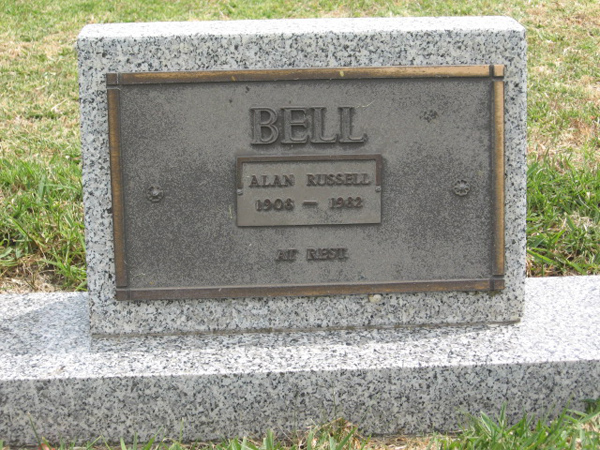 BELL
ALAN RUSSELL
1908 — 1982
AT REST